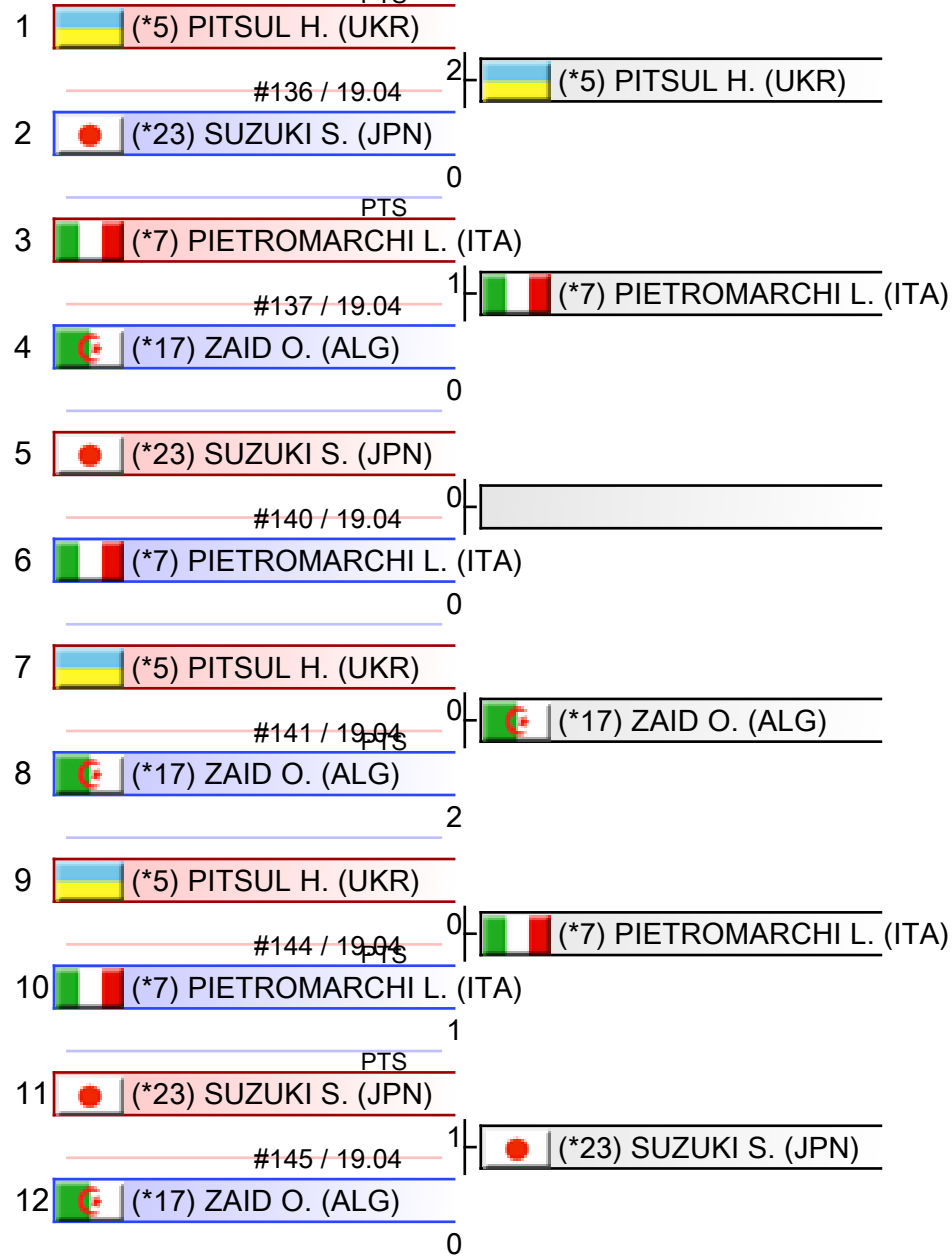 PTS
1 (*5) PITSUL H. (UKR)
2 (*5) PITSUL H. (UKR)
#136 / 19.04
2 (*23) SUZUKI S. (JPN)
0
PTS
3 (*7) PIETROMARCHI L. (ITA)
1 (*7) PIETROMARCHI L. (ITA)
#137 / 19.04
4 (*17) ZAID O. (ALG)
0
5 (*23) SUZUKI S. (JPN)
0
#140 / 19.04
6 (*7) PIETROMARCHI L. (ITA)
0
7 (*5) PITSUL H. (UKR)
0 (*17) ZAID O. (ALG)
#141 / 19.04
PTS
8 (*17) ZAID O. (ALG)
2
9 (*5) PITSUL H. (UKR)
0 (*7) PIETROMARCHI L. (ITA)
#144 / 19.04
PTS
10 (*7) PIETROMARCHI L. (ITA)
1
PTS
11 (*23) SUZUKI S. (JPN)
1 (*23) SUZUKI S. (JPN)
#145 / 19.04
12 (*17) ZAID O. (ALG)
0